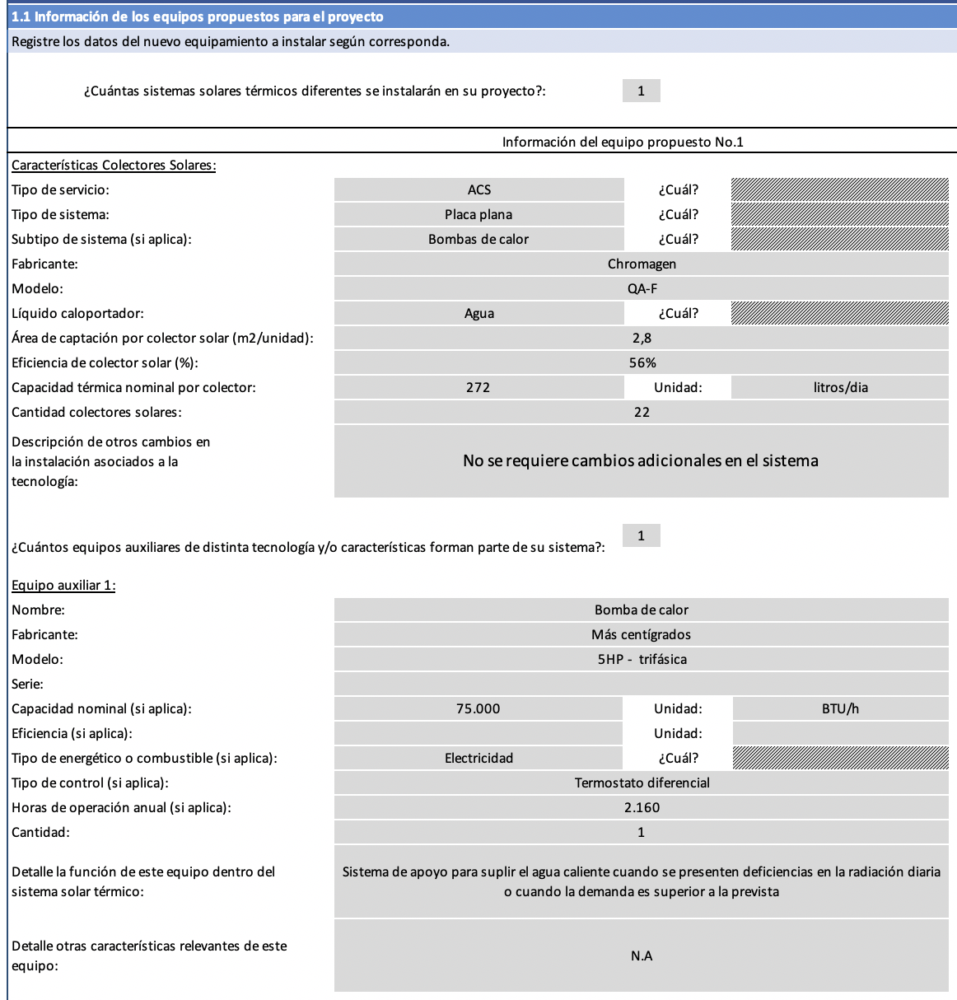 1.1 Información de los equipos propuestos para el proyecto
Registre los datos del nuevo equipamiento a instalar según corresponda.
¿Cuántas sistemas solares térmicos diferentes se instalarán en su proyecto?: 1
Información del equipo propuesto No.1
Características Colectores Solares:
Tipo de servicio: ACS ¿Cuál?
Tipo de sistema: Placa plana ¿Cuál?
Subtipo de sistema (si aplica): Bombas de calor ¿Cuál?
Fabricante: Chromagen
Modelo: QA-F
Líquido caloportador: Agua ¿Cuál?
Área de captación por colector solar (m2/unidad): 2,8
Eficiencia de colector solar (%): 56%
Capacidad térmica nominal por colector: 272 Unidad: litros/dia
Cantidad colectores solares: 22
Descripción de otros cambios en
la instalación asociados a la
tecnología:
No se requiere cambios adicionales en el sistema
¿Cuántos equipos auxiliares de distinta tecnología y/o características forman parte de su sistema?: 1
Equipo auxiliar 1:
Nombre: Bomba de calor
Fabricante: Más centígrados
Modelo: 5HP - trifásica
Serie:
Capacidad nominal (si aplica): 75.000 Unidad: BTU/h
Eficiencia (si aplica): Unidad:
Tipo de energético o combustible (si aplica): Electricidad ¿Cuál?
Tipo de control (si aplica): Termostato diferencial
Horas de operación anual (si aplica): 2.160
Cantidad: 1
Detalle la función de este equipo dentro del
sistema solar térmico:
Sistema de apoyo para suplir el agua caliente cuando se presenten deficiencias en la radiación diaria
o cuando la demanda es superior a la prevista
Detalle otras características relevantes de este
equipo:
N.A